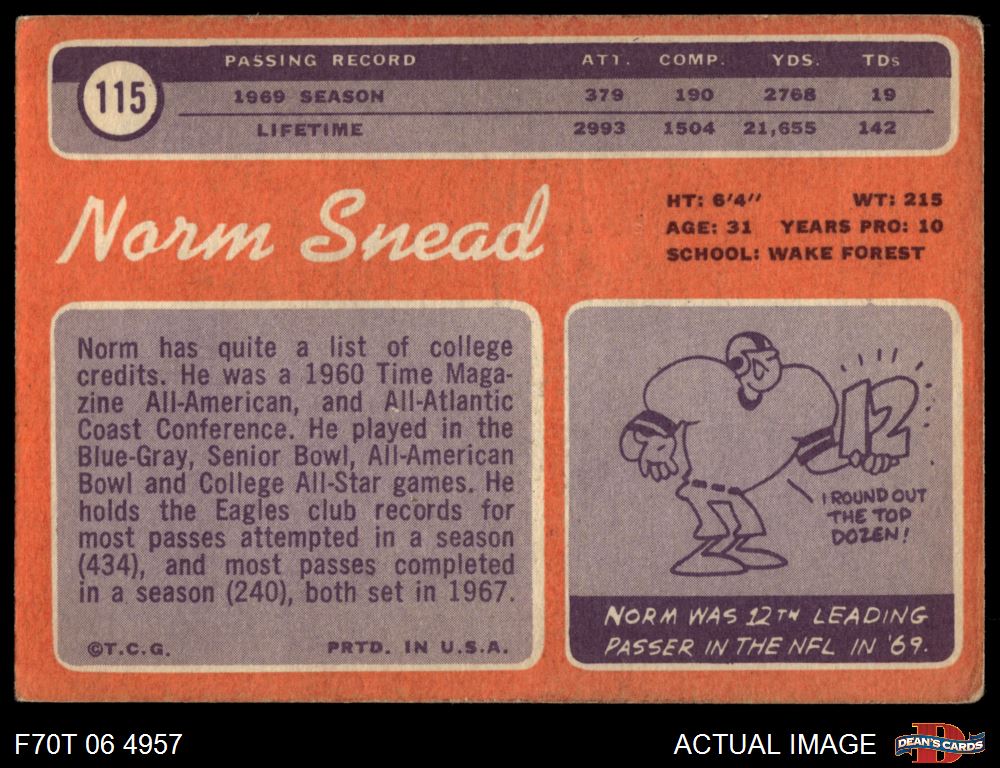 PASSING RECORD ATT. COMP. YDS. TDs
115
1969 SEASON 379 190 2768 19
LIFETIME 2993 1504 21,655 142
Norm Snead
HT: 6'4" WT: 215
AGE: 31 YEARS PRO: 10
SCHOOL: WAKE FOREST
Norm has quite a list of college
credits. He was a 1960 Time Maga-
zine All-American, and All-Atlantic
Coast Conference. He played in the
Blue-Gray, Senior Bowl, All-American
Bowl and College All-Star games. He
holds the Eagles club records for
most passes attempted in a season
(434), and most passes completed
in a season (240), both set in 1967.
©T.C.G. PRTD. IN U.S.A.
12
I ROUND OUT
THE TOP
DOZEN!
NORM WAS 12TH LEADING
PASSER IN THE NFL IN '69.
F70T 06 4957
ACTUAL IMAGE
D
DEAN'S CARDS